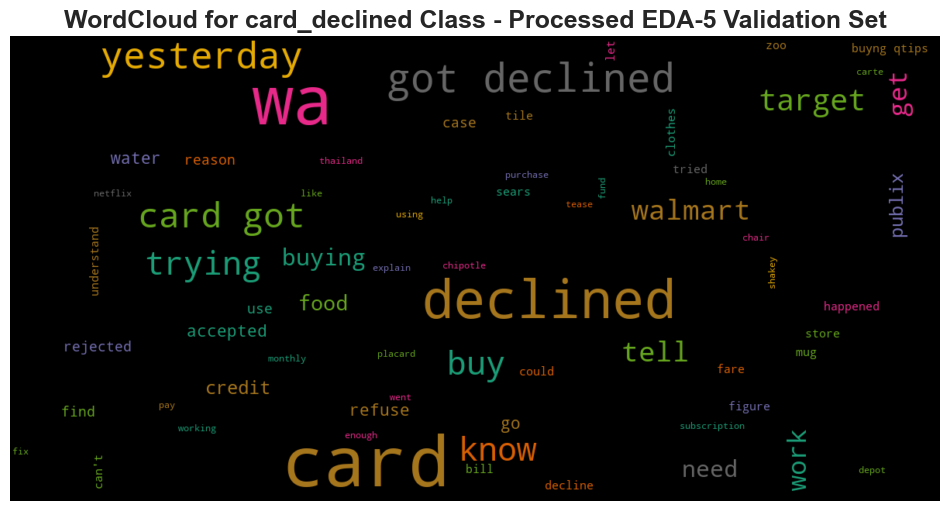 WordCloud for card_declined Class - Processed EDA-5 Validation Set
yesterday
let
zoo
buyng qtips
got declined
carte
get
wa
target
case
tile
clothes
water
reason
thailand
tried
purchase
home
netflix
like
help
sears
fund
tease
publix
card got
using
walmart
understand
chair
trying
buying
explain
chipotle
shakey
declined
food
use
happened
accepted
store
rejected
monthly
placard
buy
tell
mug
could
fare
credit
went
find
pay
refuse
figure
working
go
subscription
enough
know
fix
card
can't
bill
need
work
depot
decline